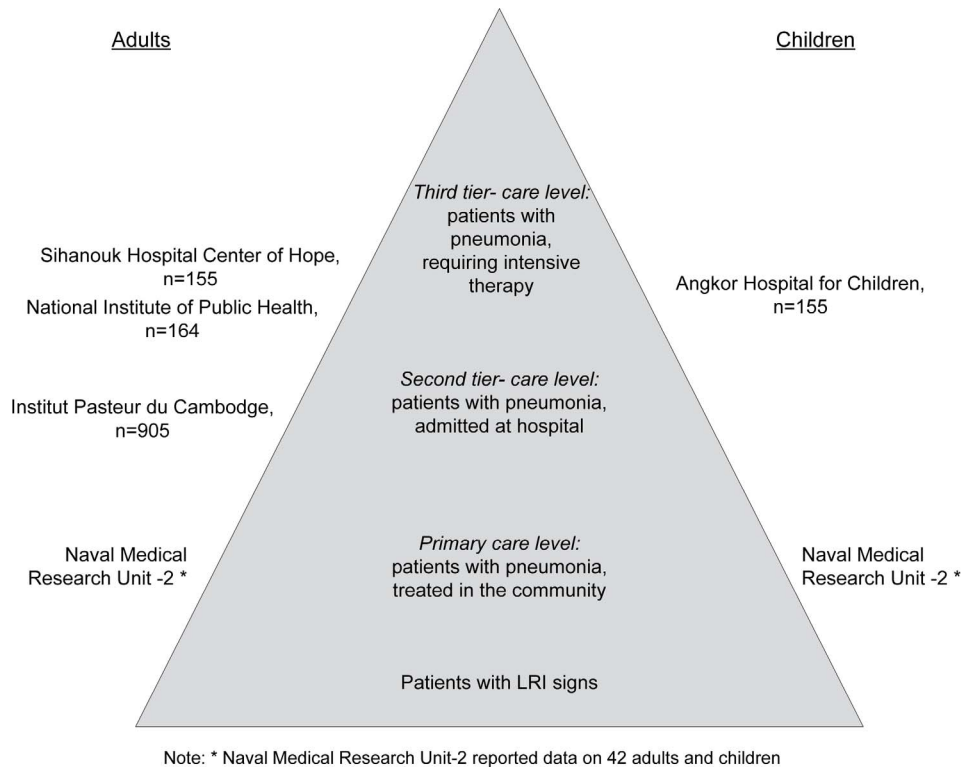 Adults
Children
Third tier- care level:
patients with
pneumonia,
requiring intensive
therapy
Sihanouk Hospital Center of Hope,
n=155
National Institute of Public Health,
n=164
Angkor Hospital for Children,
n=155
Second tier- care level:
patients with pneumonia,
admitted at hospital
Institut Pasteur du Cambodge,
n=905
Primary care level:
patients with pneumonia,
treated in the community
Naval Medical
Research Unit -2 *
Naval Medical
Research Unit -2 *
Patients with LRI signs
Note: * Naval Medical Research Unit-2 reported data on 42 adults and children